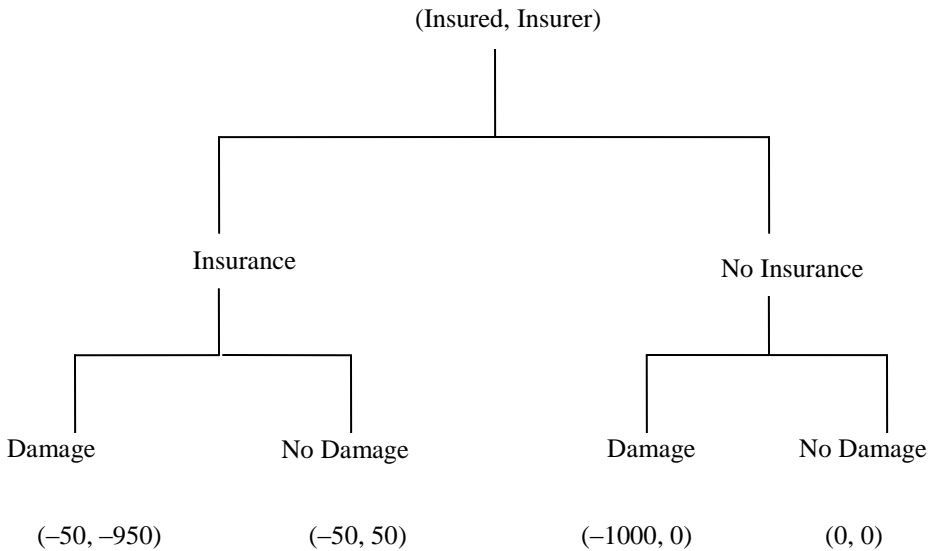 (Insured, Insurer)
Insurance
No Insurance
Damage
No Damage
Damage
No Damage
(–50, –950)
(–50, 50)
(–1000, 0)
(0, 0)